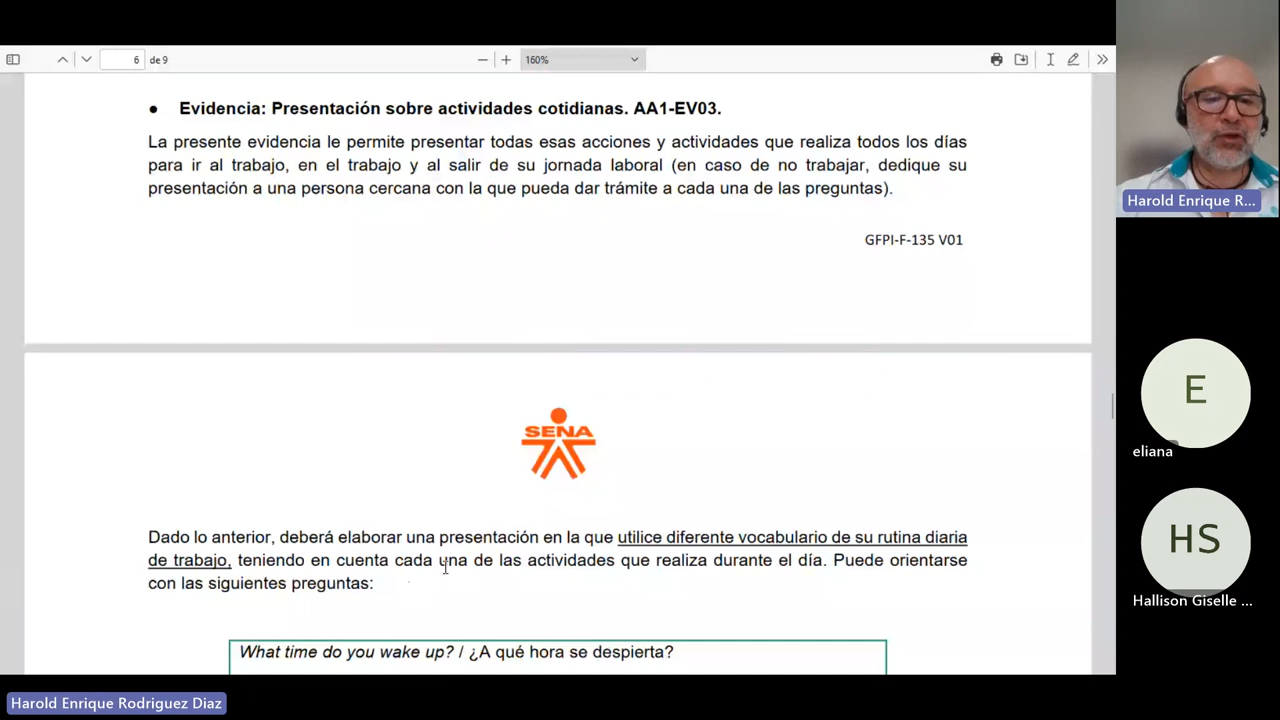 6 de 9
160%
● Evidencia: Presentación sobre actividades cotidianas. AA1-EV03.
La presente evidencia le permite presentar todas esas acciones y actividades que realiza todos los días
para ir al trabajo, en el trabajo y al salir de su jornada laboral (en caso de no trabajar, dedique su
presentación a una persona cercana con la que pueda dar trámite a cada una de las preguntas).
GFPI-F-135 V01
SENA
Dado lo anterior, deberá elaborar una presentación en la que utilice diferente vocabulario de su rutina diaria
de trabajo, teniendo en cuenta cada una de las actividades que realiza durante el día. Puede orientarse
con las siguientes preguntas:
What time do you wake up? / ¿A qué hora se despierta?
Harold Enrique R...
E
eliana
HS
Hallison Giselle ...
Harold Enrique Rodriguez Diaz